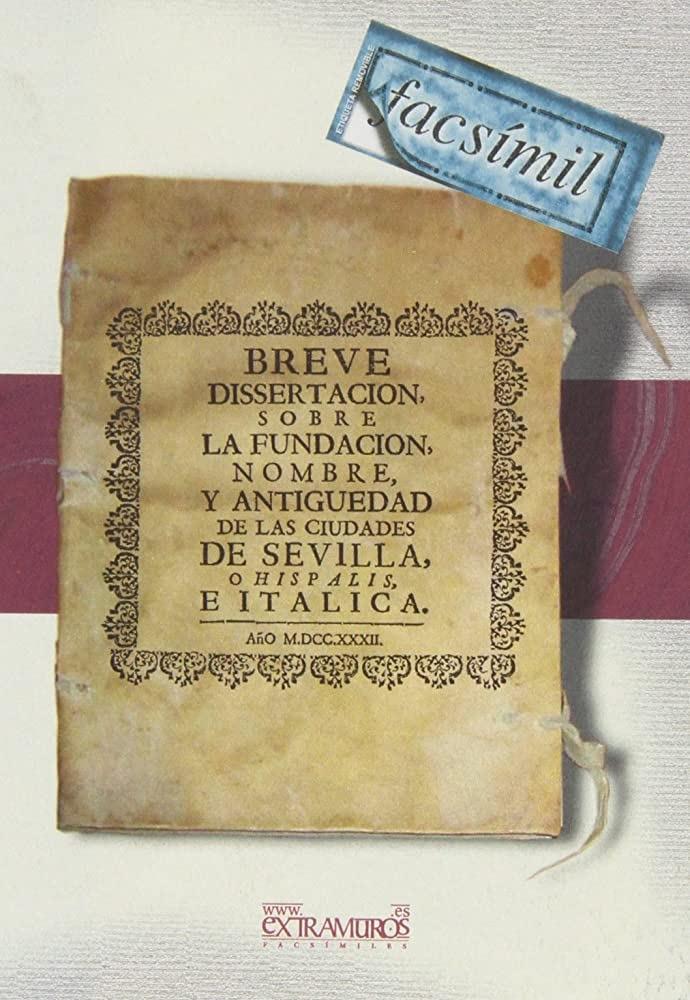 ETIQUETA REMOVIBLE
facsímil
BREVE
DISSERTACION,
SOBRE
LA FUNDACION,
NOMBRE,
Y ANTIGUEDAD
DE LAS CIUDADES
DE SEVILLA,
O HISPALIS,
E ITALICA.
AñO M.DCC.XXXII.
www. .es
EXTRAMUROS
FACSÍMILES